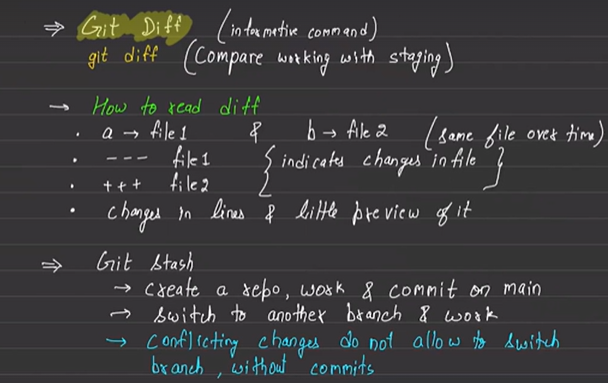 ⇒ Git Diff (informative command)
git diff (Compare working with staging)
→ How to read diff
• a → file 1 & b → file 2 (same file over time)
• --- file 1 { indicates changes in file }
• +++ file 2
• changes in lines & little preview of it
⇒ Git Stash
→ create a repo, work & commit on main
→ switch to another branch & work
→ conflicting changes do not allow to switch
branch, without commits